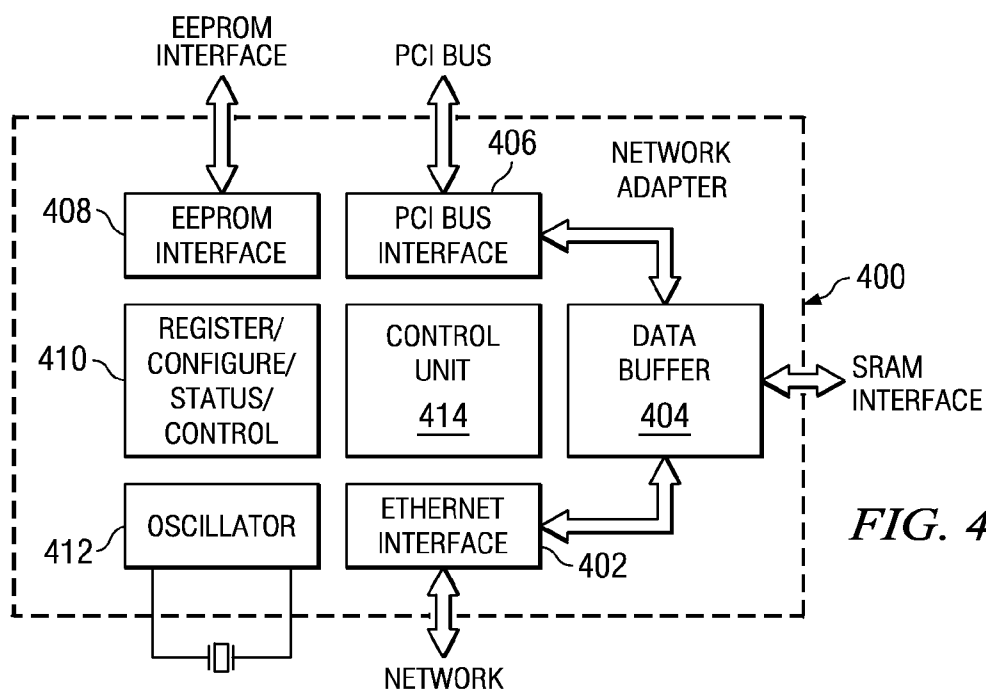 EEPROM
INTERFACE
PCI BUS
406
NETWORK
ADAPTER
408
EEPROM
INTERFACE
PCI BUS
INTERFACE
400
410
REGISTER/
CONFIGURE/
STATUS/
CONTROL
CONTROL
UNIT
414
DATA
BUFFER
404
SRAM
INTERFACE
412
OSCILLATOR
ETHERNET
INTERFACE
402
FIG. 4
NETWORK